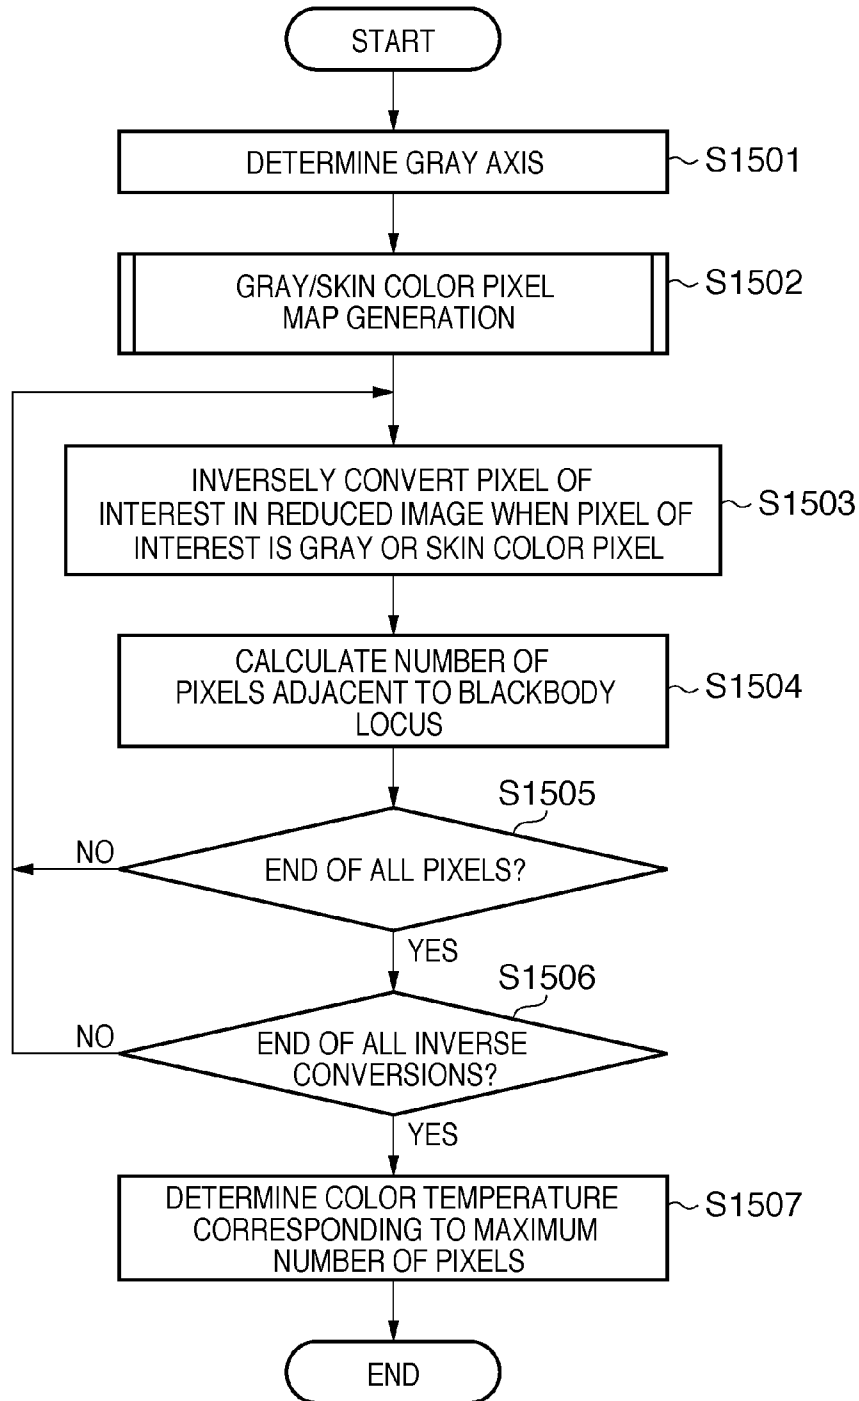 START
DETERMINE GRAY AXIS
S1501
GRAY/SKIN COLOR PIXEL
MAP GENERATION
S1502
INVERSELY CONVERT PIXEL OF
INTEREST IN REDUCED IMAGE WHEN PIXEL OF
INTEREST IS GRAY OR SKIN COLOR PIXEL
S1503
CALCULATE NUMBER OF
PIXELS ADJACENT TO BLACKBODY
LOCUS
S1504
S1505
NO
END OF ALL PIXELS?
YES
S1506
NO
END OF ALL INVERSE
CONVERSIONS?
YES
DETERMINE COLOR TEMPERATURE
CORRESPONDING TO MAXIMUM
NUMBER OF PIXELS
S1507
END